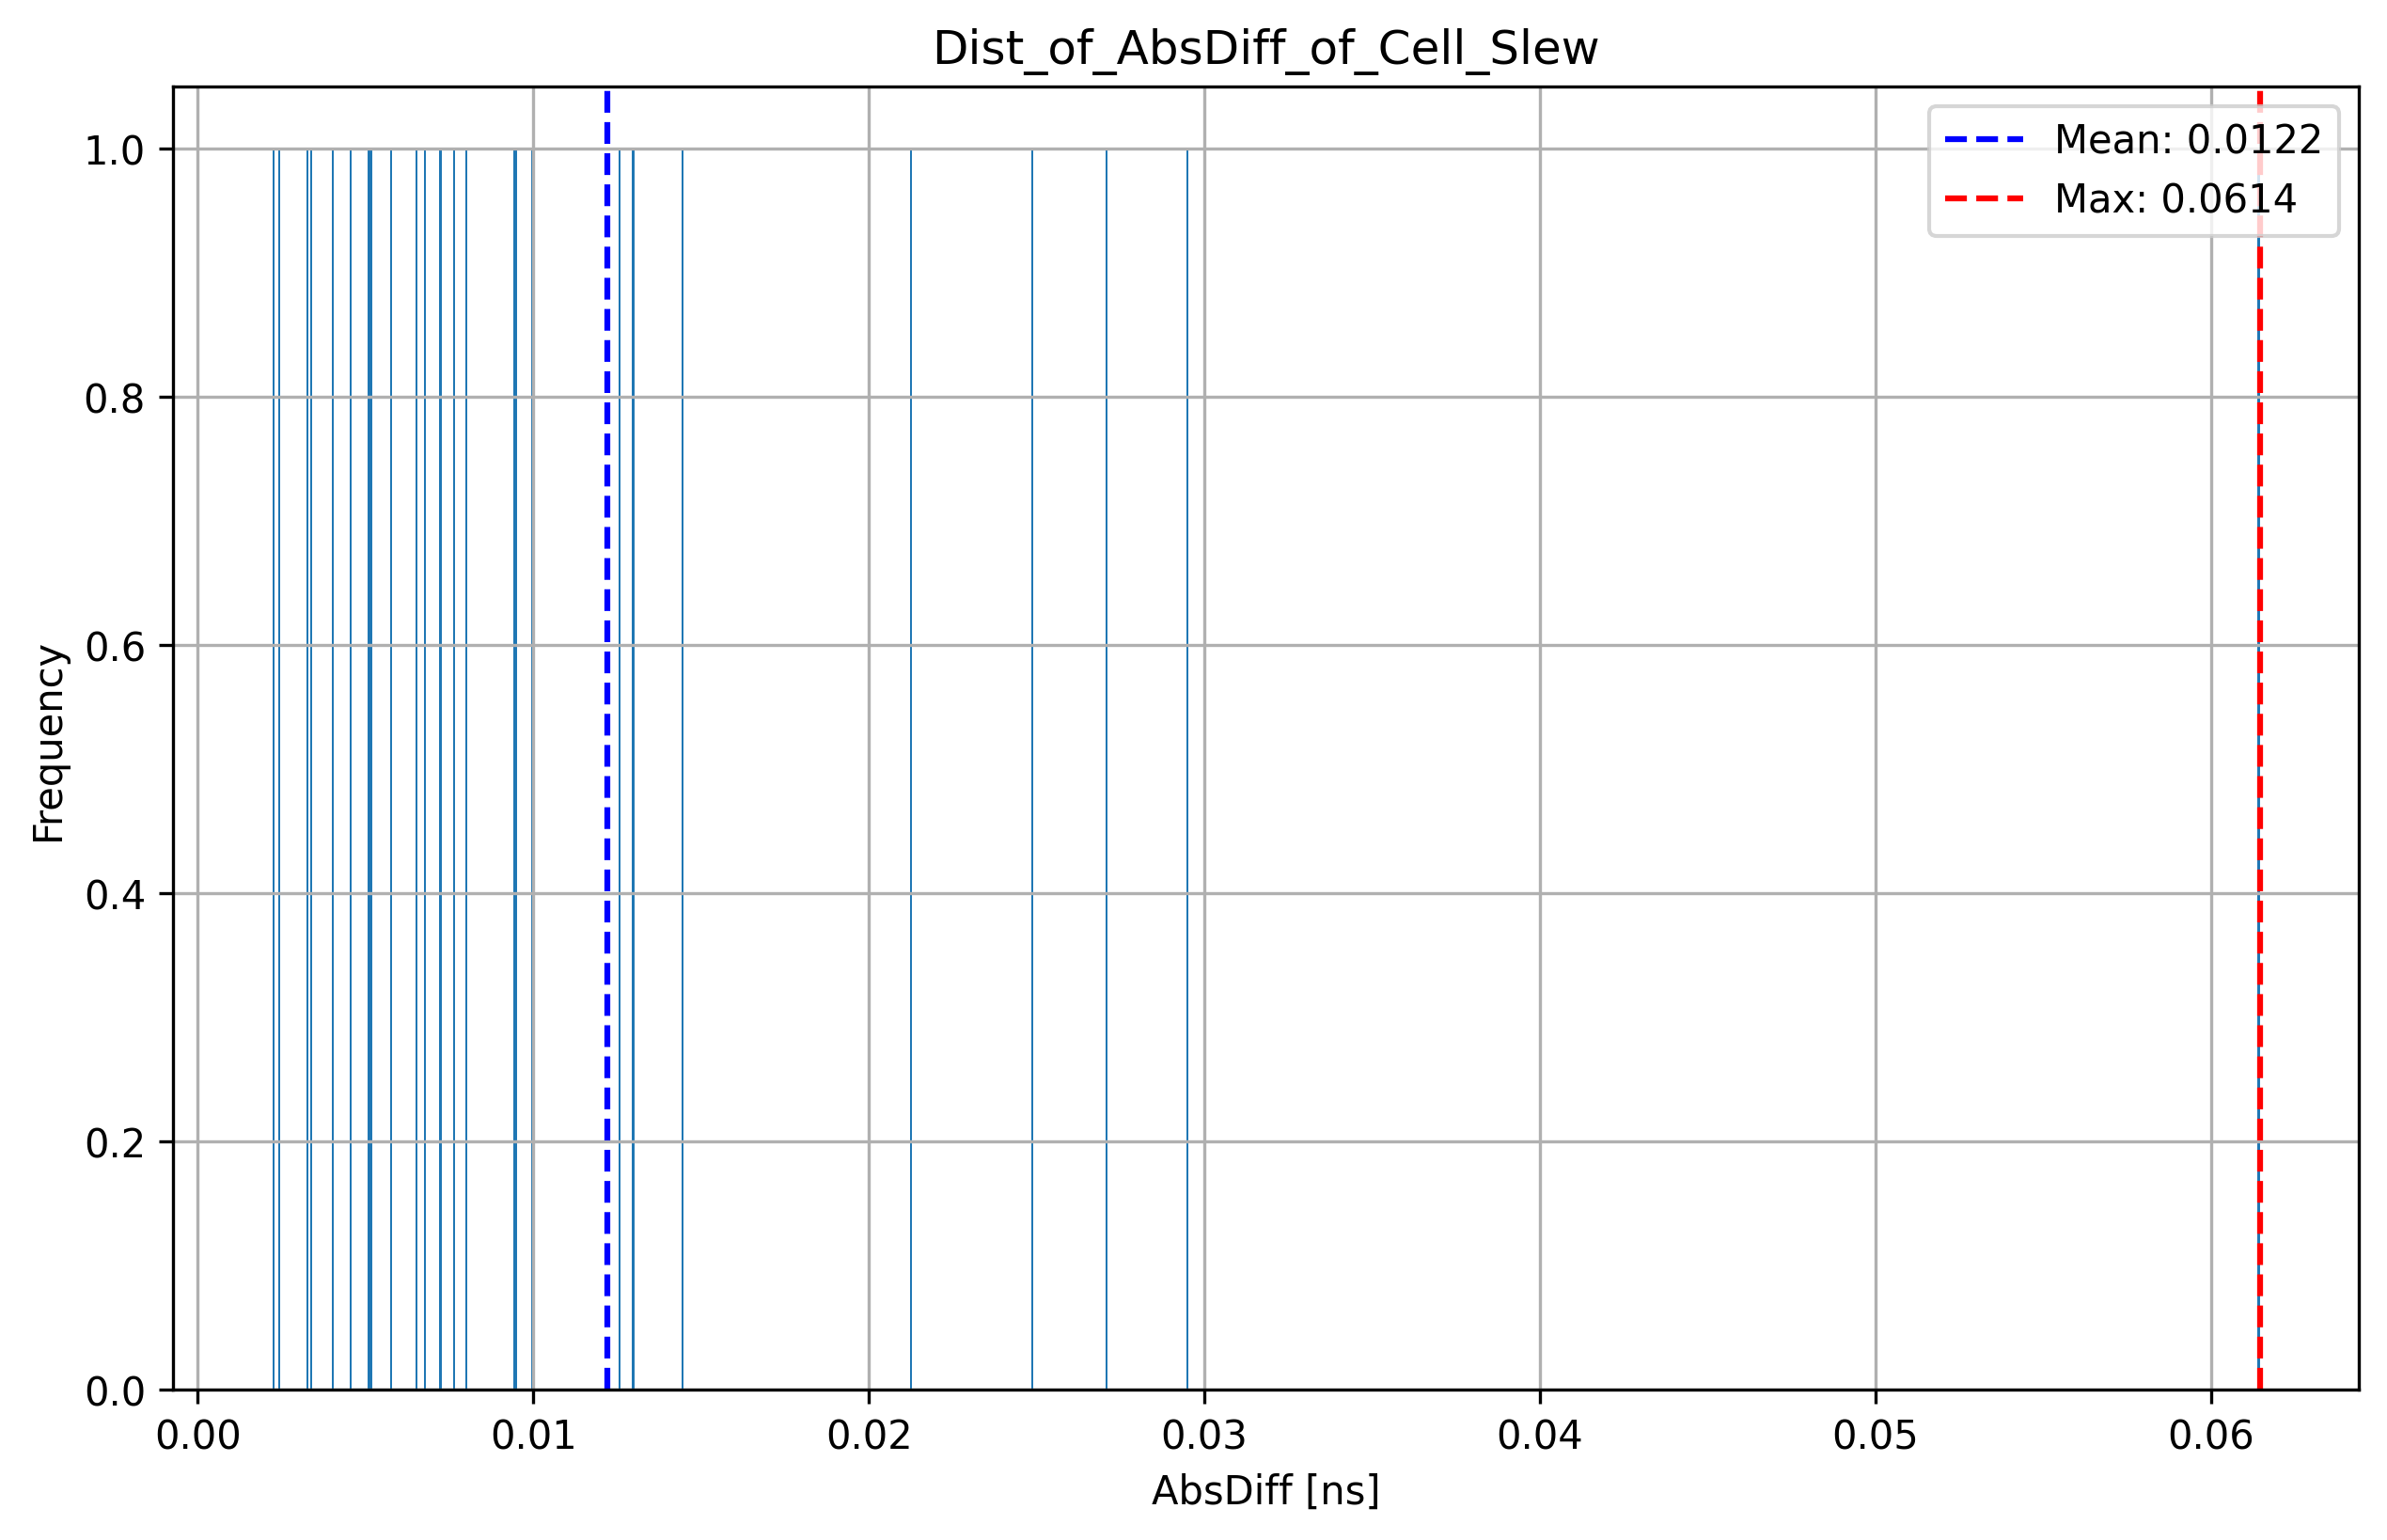 Dist_of_AbsDiff_of_Cell_Slew
Mean: 0.0122
Max: 0.0614
Frequency
1.0
0.8
0.6
0.4
0.2
0.0
0.00 0.01 0.02 0.03 0.04 0.05 0.06
AbsDiff [ns]